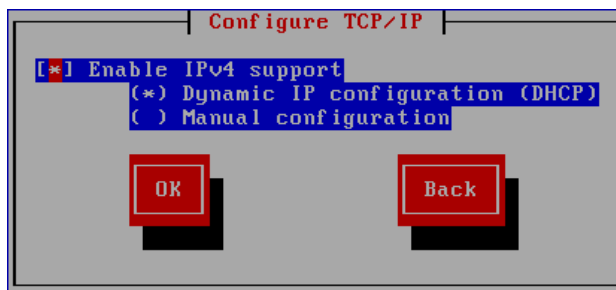 Configure TCP/IP
[*] Enable IPv4 support
(*) Dynamic IP configuration (DHCP)
( ) Manual configuration
OK Back